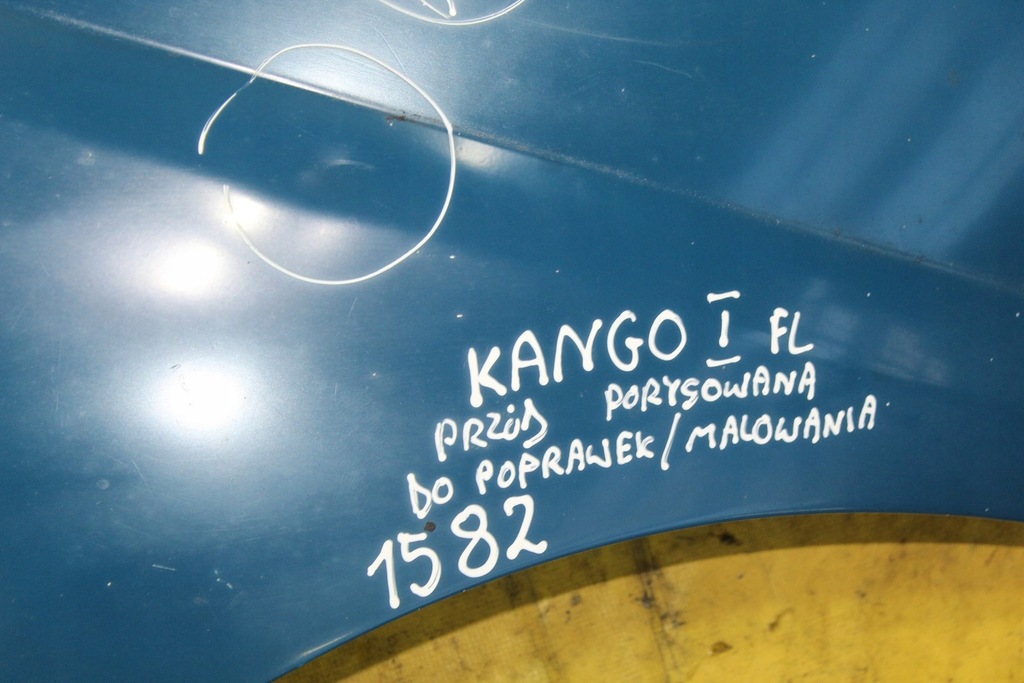 KANGO I FL
PRZÓD PORYSOWANA
DO POPRAWEK/MALOWANIA
1582